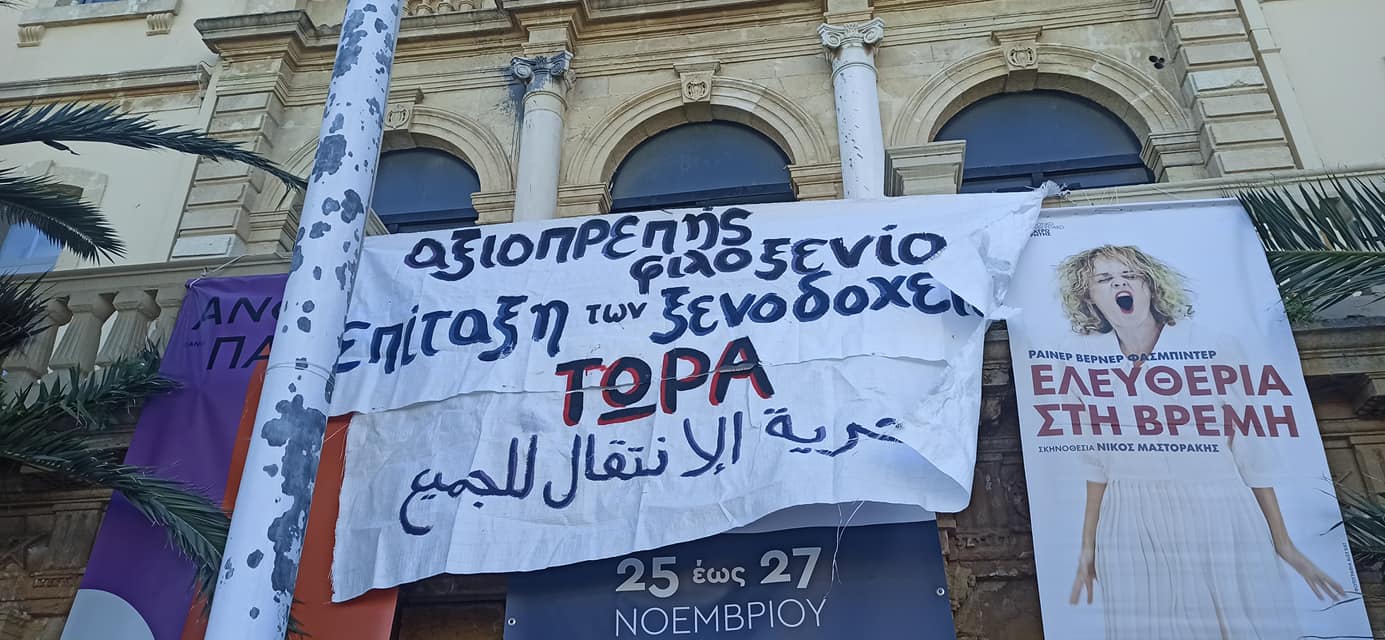 αξιοπρεπής
φιλοξενία
Επίταξη των ξενοδοχεί
ΤΩΡΑ
حرية الإنتقال للجميع
25 έως 27
ΝΟΕΜΒΡΙΟΥ
ΡΑΙΝΕΡ ΒΕΡΝΕΡ ΦΑΣΜΠΙΝΤΕΡ
ΕΛΕΥΘΕΡΙΑ
ΣΤΗ ΒΡΕΜΗ
ΣΚΗΝΟΘΕΣΙΑ ΝΙΚΟΣ ΜΑΣΤΟΡΑΚΗΣ